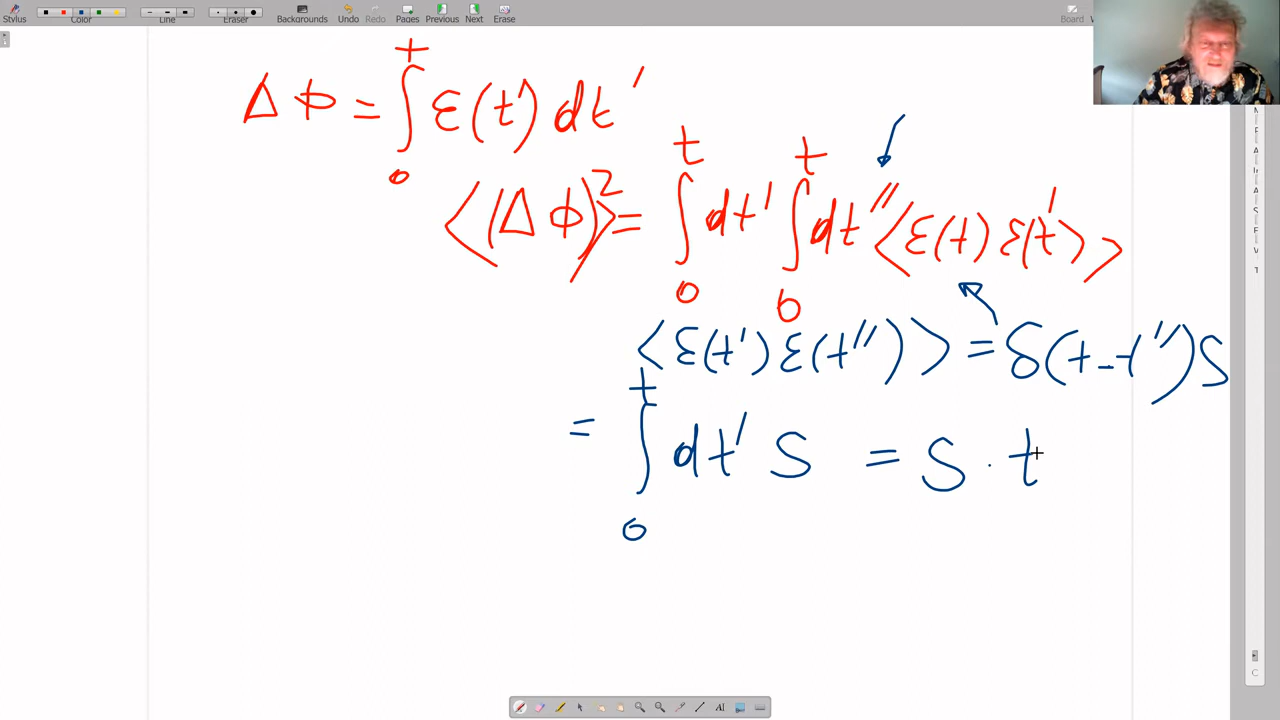 Stylus Color Line Eraser Backgrounds Undo Redo Pages Previous Next Erase Board
Δ Φ = ∫₀ᵗ ε(t') dt'
⟨(ΔΦ)²⟩ = ∫₀ᵗ dt' ∫₀ᵗ dt'' ⟨ε(t) ε(t')⟩
⟨ε(t') ε(t'')⟩ = δ(t-t'')S
= ∫₀ᵗ dt' S = S · t